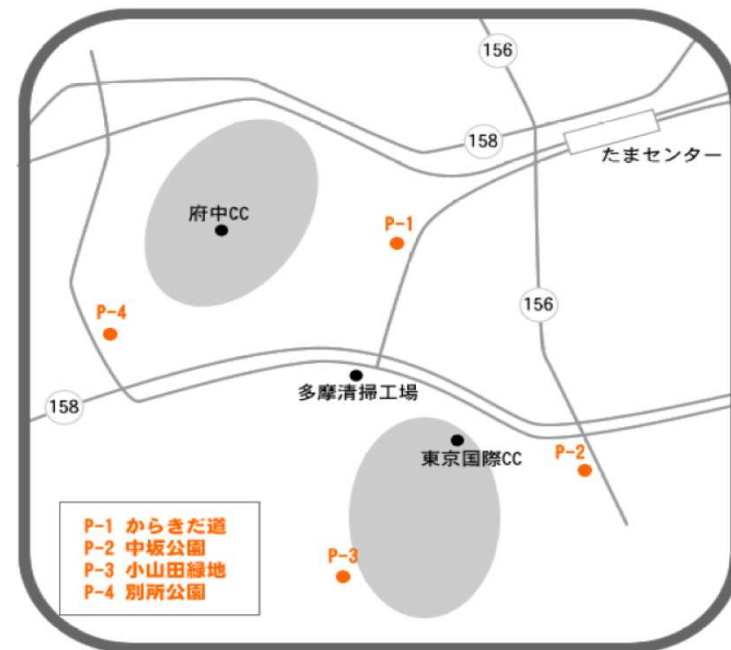 156
158
たまセンター
府中CC
P-1
156
P-4
多摩清掃工場
158
東京国際CC
P-2
P-3
P-1 からきだ道
P-2 中坂公園
P-3 小山田緑地
P-4 別所公園